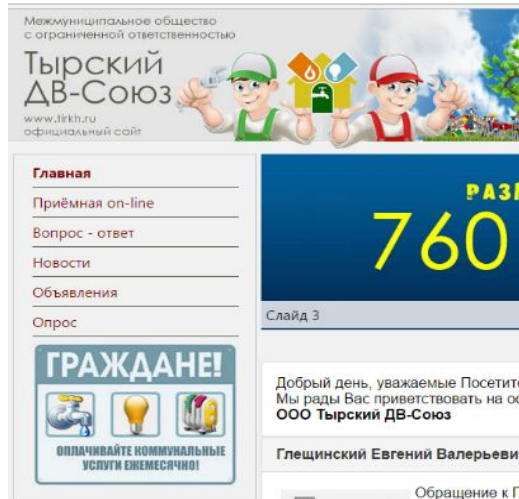 Межмуниципальное общество
с ограниченной ответственностью
Тырский
ДВ-Союз
www.tirkh.ru
официальный сайт
Главная
Приёмная on-line
Вопрос - ответ
Новости
Объявления
Опрос
ГРАЖДАНЕ!
ОПЛАЧИВАЙТЕ КОММУНАЛЬНЫЕ
УСЛУГИ ЕЖЕМЕСЯЧНО!
760
Слайд 3
Добрый день, уважаемые
Мы рады Вас приветствовать на
ООО Тырский ДВ-Союз
Глещинский Евгений
Обращение к